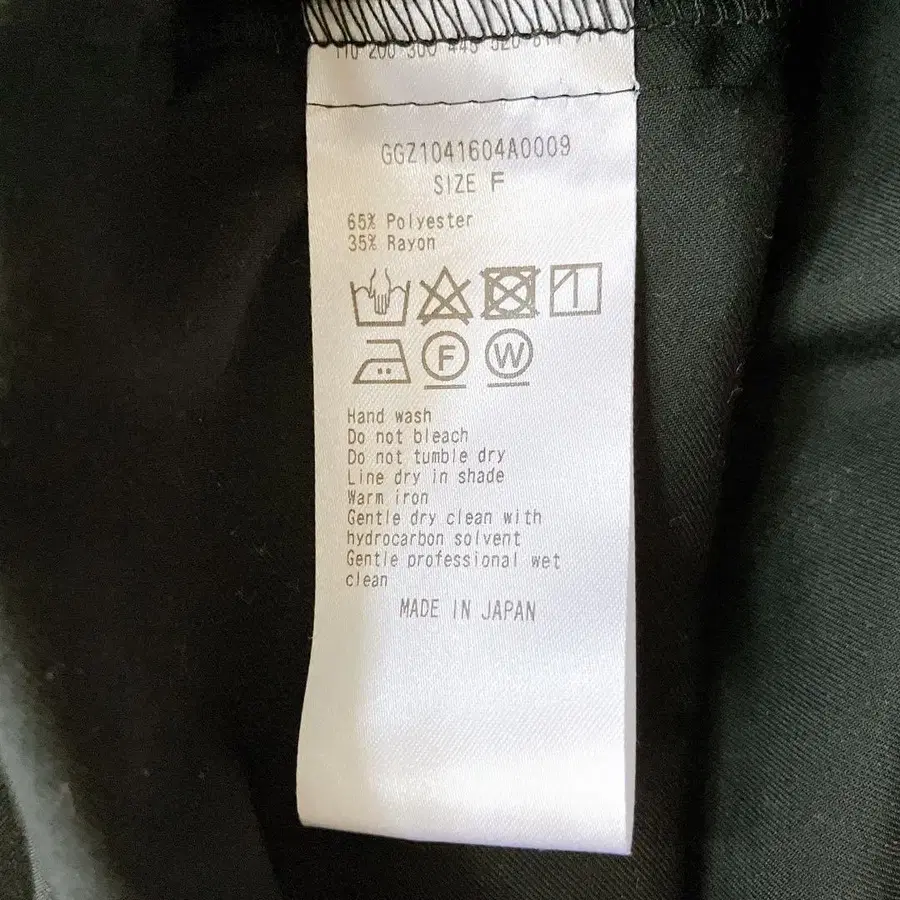 GGZ1041604A0009
SIZE F
65% Polyester
35% Rayon
F W
Hand wash
Do not bleach
Do not tumble dry
Line dry in shade
Warm iron
Gentle dry clean with
hydrocarbon solvent
Gentle professional wet
clean
MADE IN JAPAN